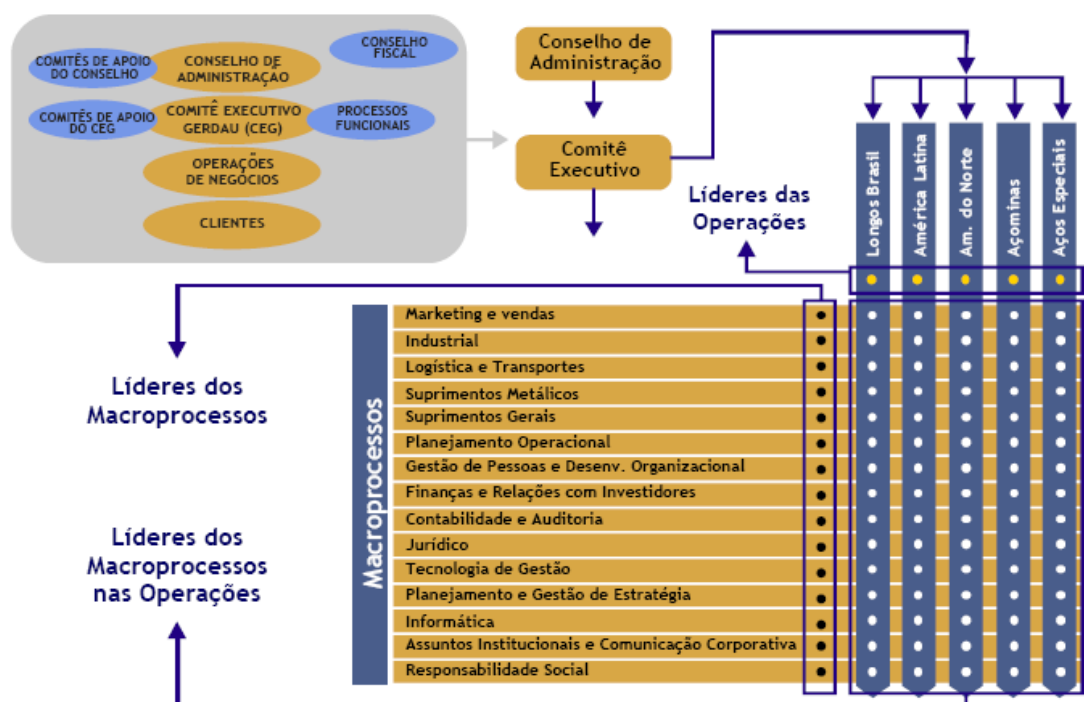 COMITÊS DE APOIO
DO CONSELHO
CONSELHO DE
ADMINISTRAÇÃO
CONSELHO
FISCAL
COMITÊS DE APOIO
DO CEG
COMITÊ EXECUTIVO
GERDAU (CEG)
PROCESSOS
FUNCIONAIS
OPERAÇÕES
DE NEGÓCIOS
CLIENTES
Conselho de
Administração
Comitê
Executivo
Líderes das
Operações
Longos Brasil
América Latina
Am. do Norte
Açominas
Aços Especiais
Líderes dos
Macroprocessos
Líderes dos
Macroprocessos
nas Operações
Macroprocessos
Marketing e vendas
Industrial
Logística e Transportes
Suprimentos Metálicos
Suprimentos Gerais
Planejamento Operacional
Gestão de Pessoas e Desenv. Organizacional
Finanças e Relações com Investidores
Contabilidade e Auditoria
Jurídico
Tecnologia de Gestão
Planejamento e Gestão de Estratégia
Informática
Assuntos Institucionais e Comunicação Corporativa
Responsabilidade Social